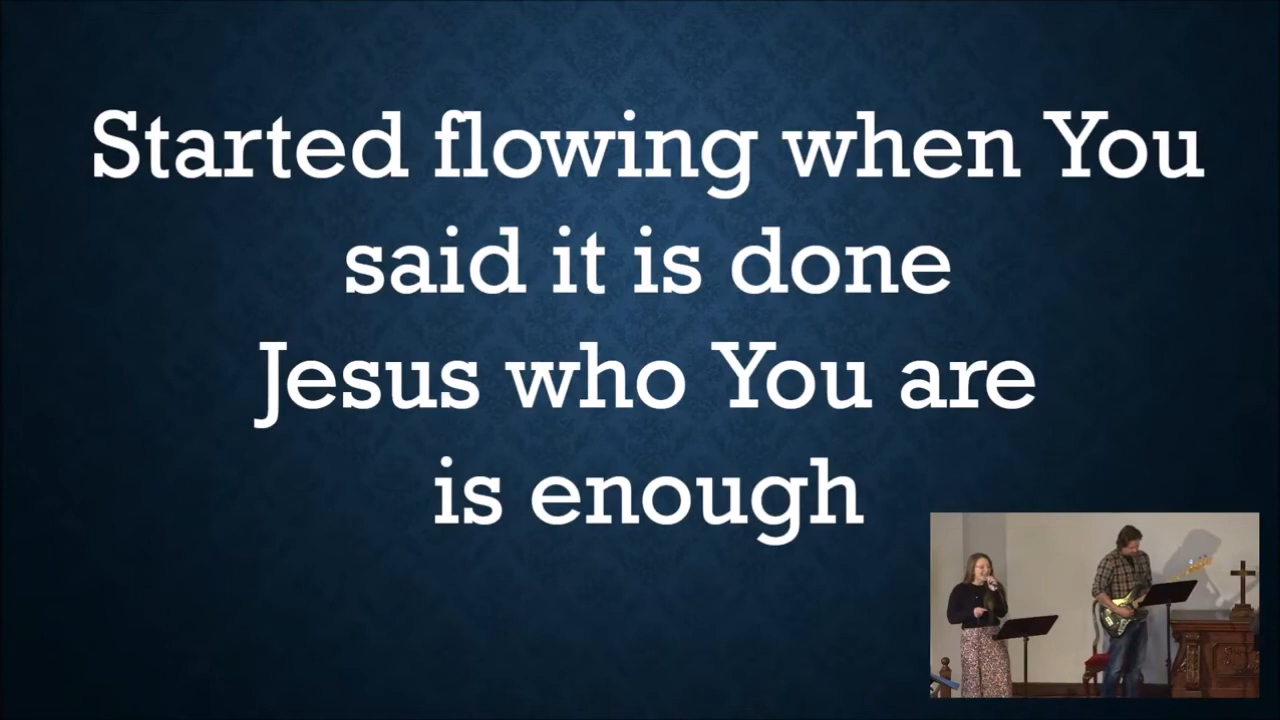 Started flowing when You
said it is done
Jesus who You are
is enough